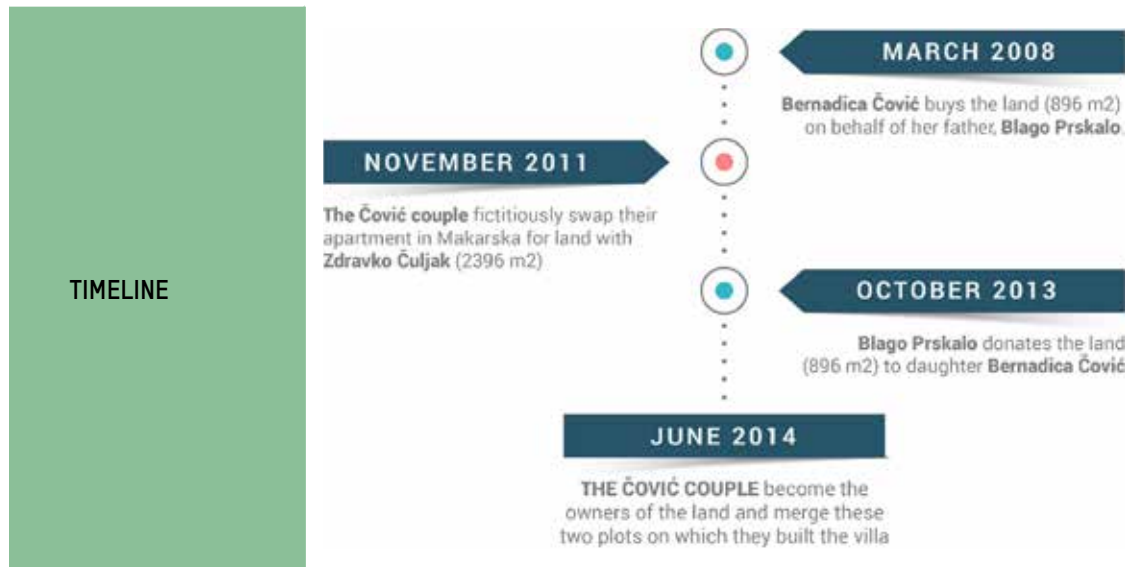 TIMELINE
MARCH 2008
Bernadica Čović buys the land (896 m2)
on behalf of her father, Blago Prskalo.
NOVEMBER 2011
The Čović couple fictitiously swap their
apartment in Makarska for land with
Zdravko Čuljak (2396 m2)
OCTOBER 2013
Blago Prskalo donates the land
(896 m2) to daughter Bernadica Čović
JUNE 2014
THE ČOVIĆ COUPLE become the
owners of the land and merge these
two plots on which they built the villa